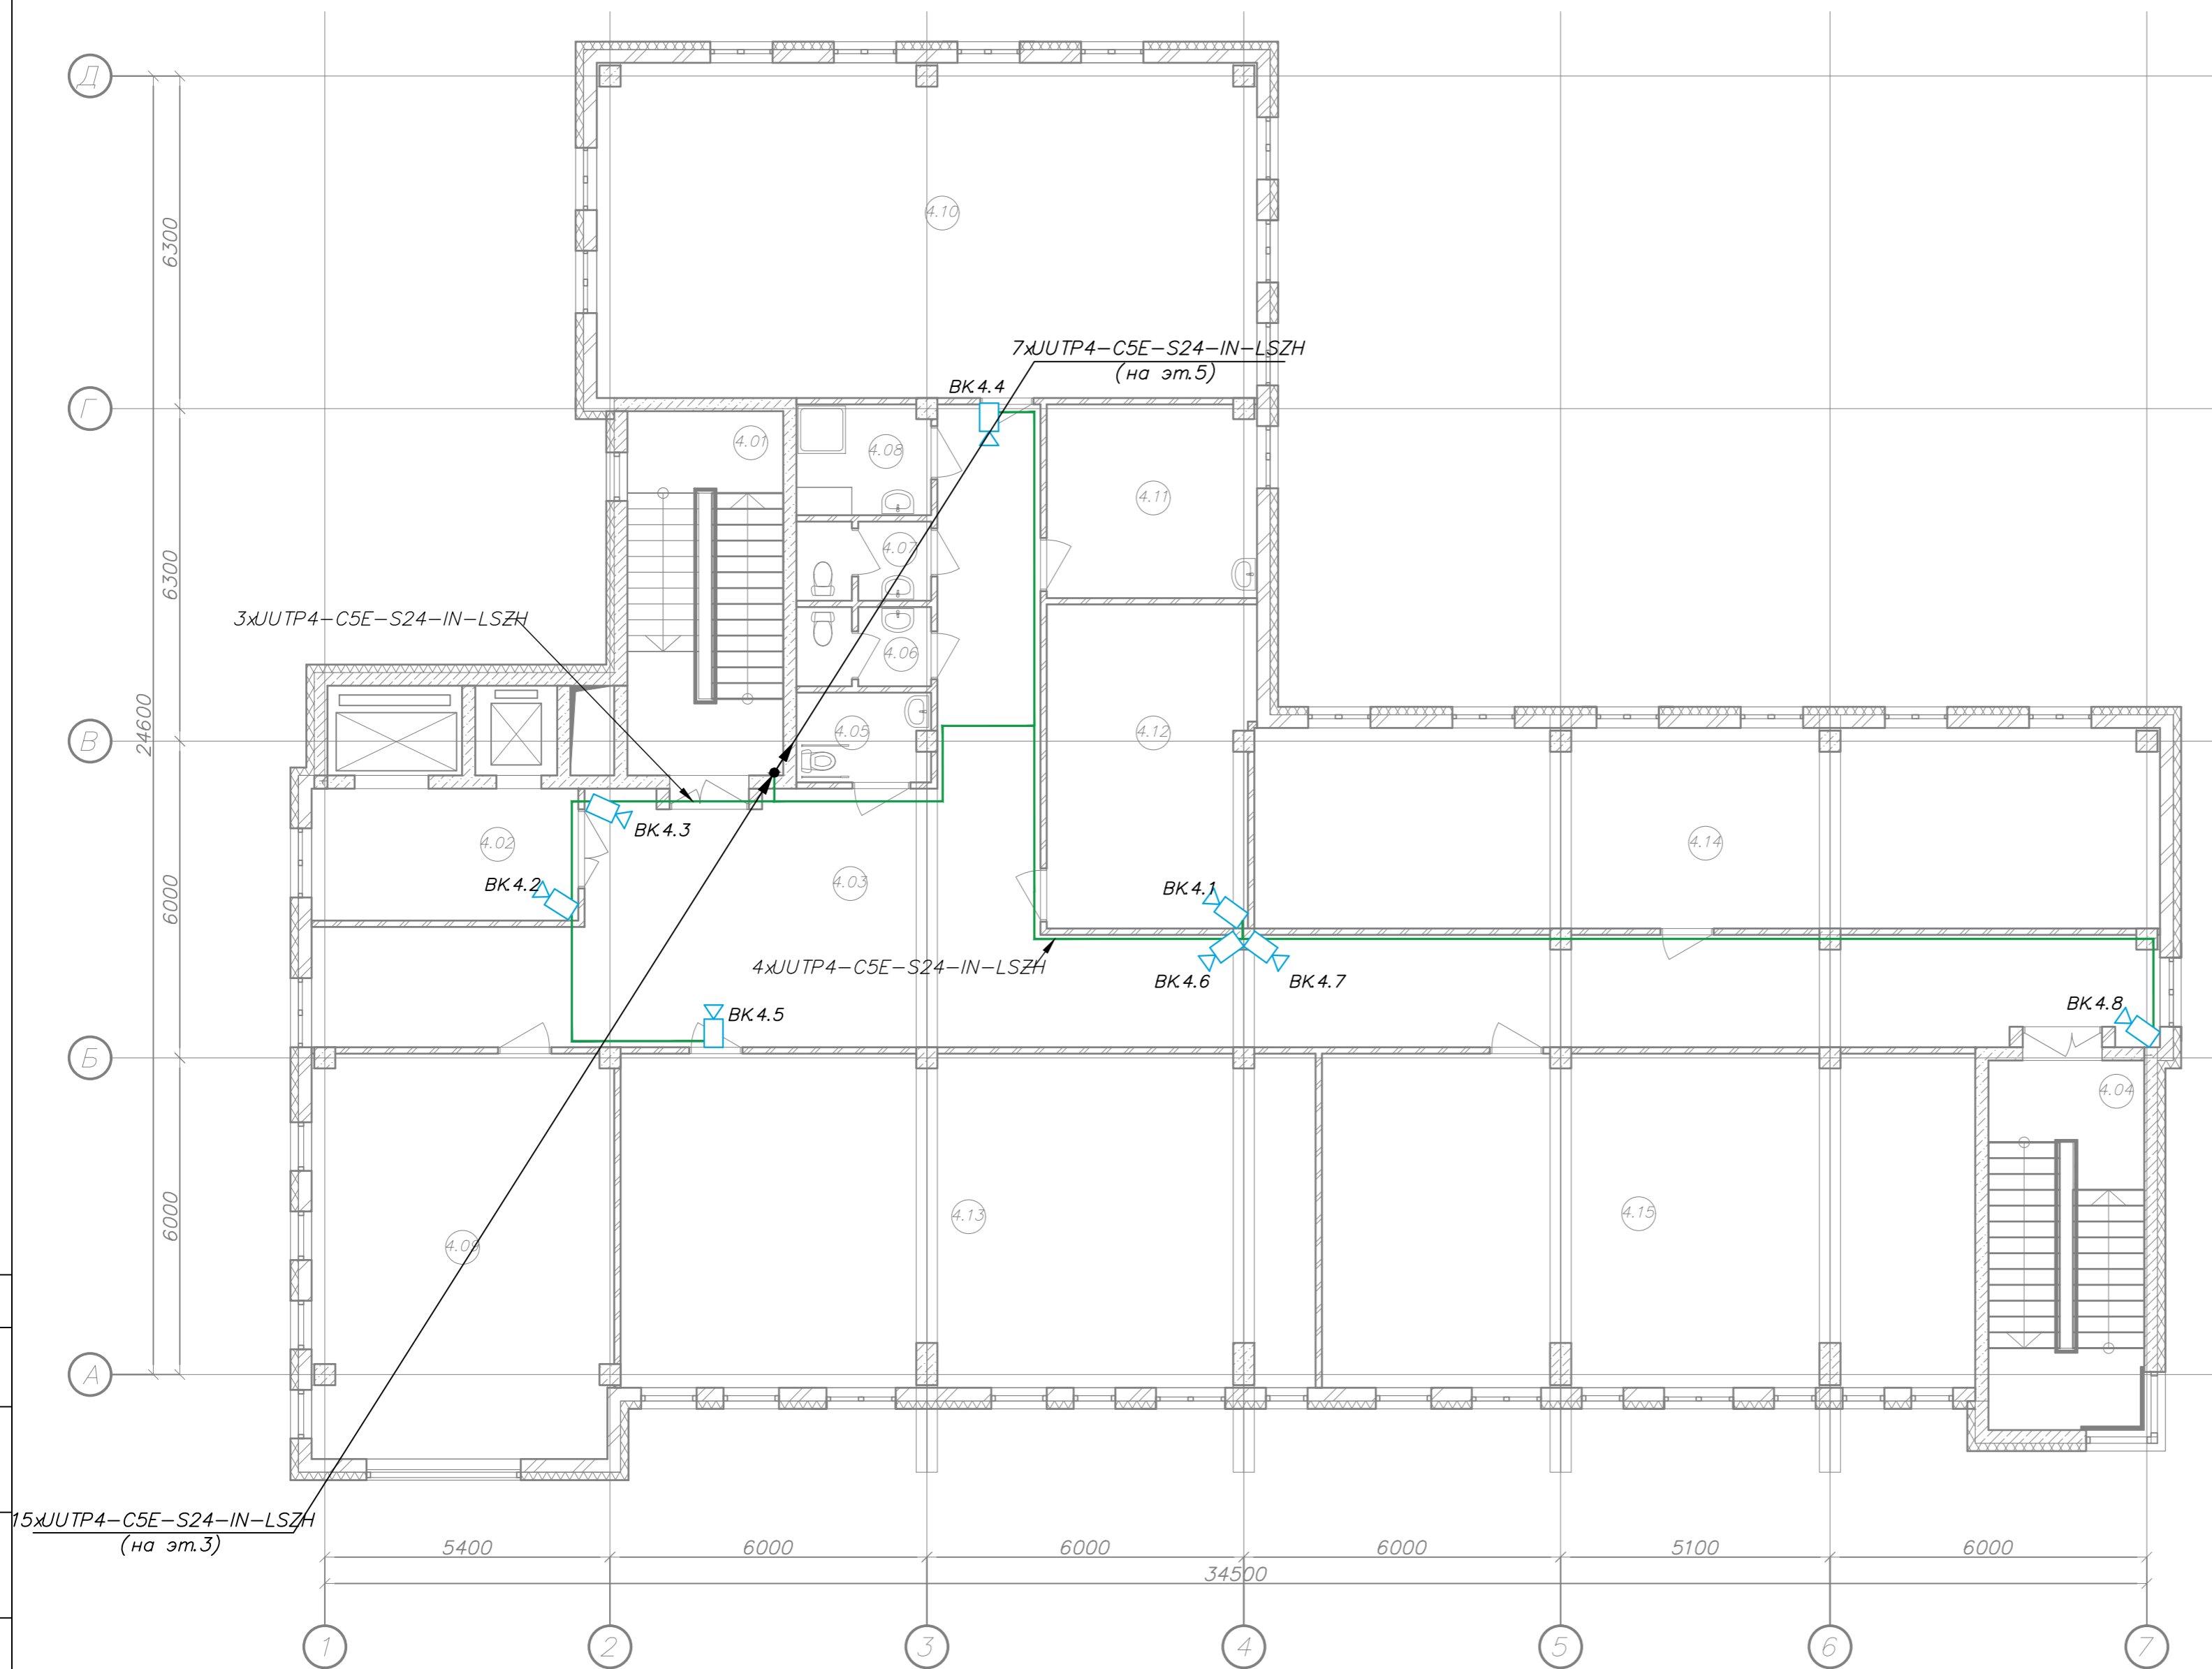 Д
6300
4.10
7xUUTP4-C5E-S24-IN-LSZH
(на эт.5)
ВК4.4
Г
4.01
4.08
4.11
6300
4.07
3xUUTP4-C5E-S24-IN-LSZH
4.06
24600
В
4.05
4.12
ВК4.3
4.02
4.14
4.03
ВК4.2
ВК4.1
6000
4xUUTP4-C5E-S24-IN-LSZH
ВК4.6
ВК4.7
ВК4.5
ВК4.8
Б
4.04
6000
4.09
4.13
4.15
А
15xUUTP4-C5E-S24-IN-LSZH
(на эт.3)
5400
6000
6000
6000
5100
6000
34500
1
2
3
4
5
6
7